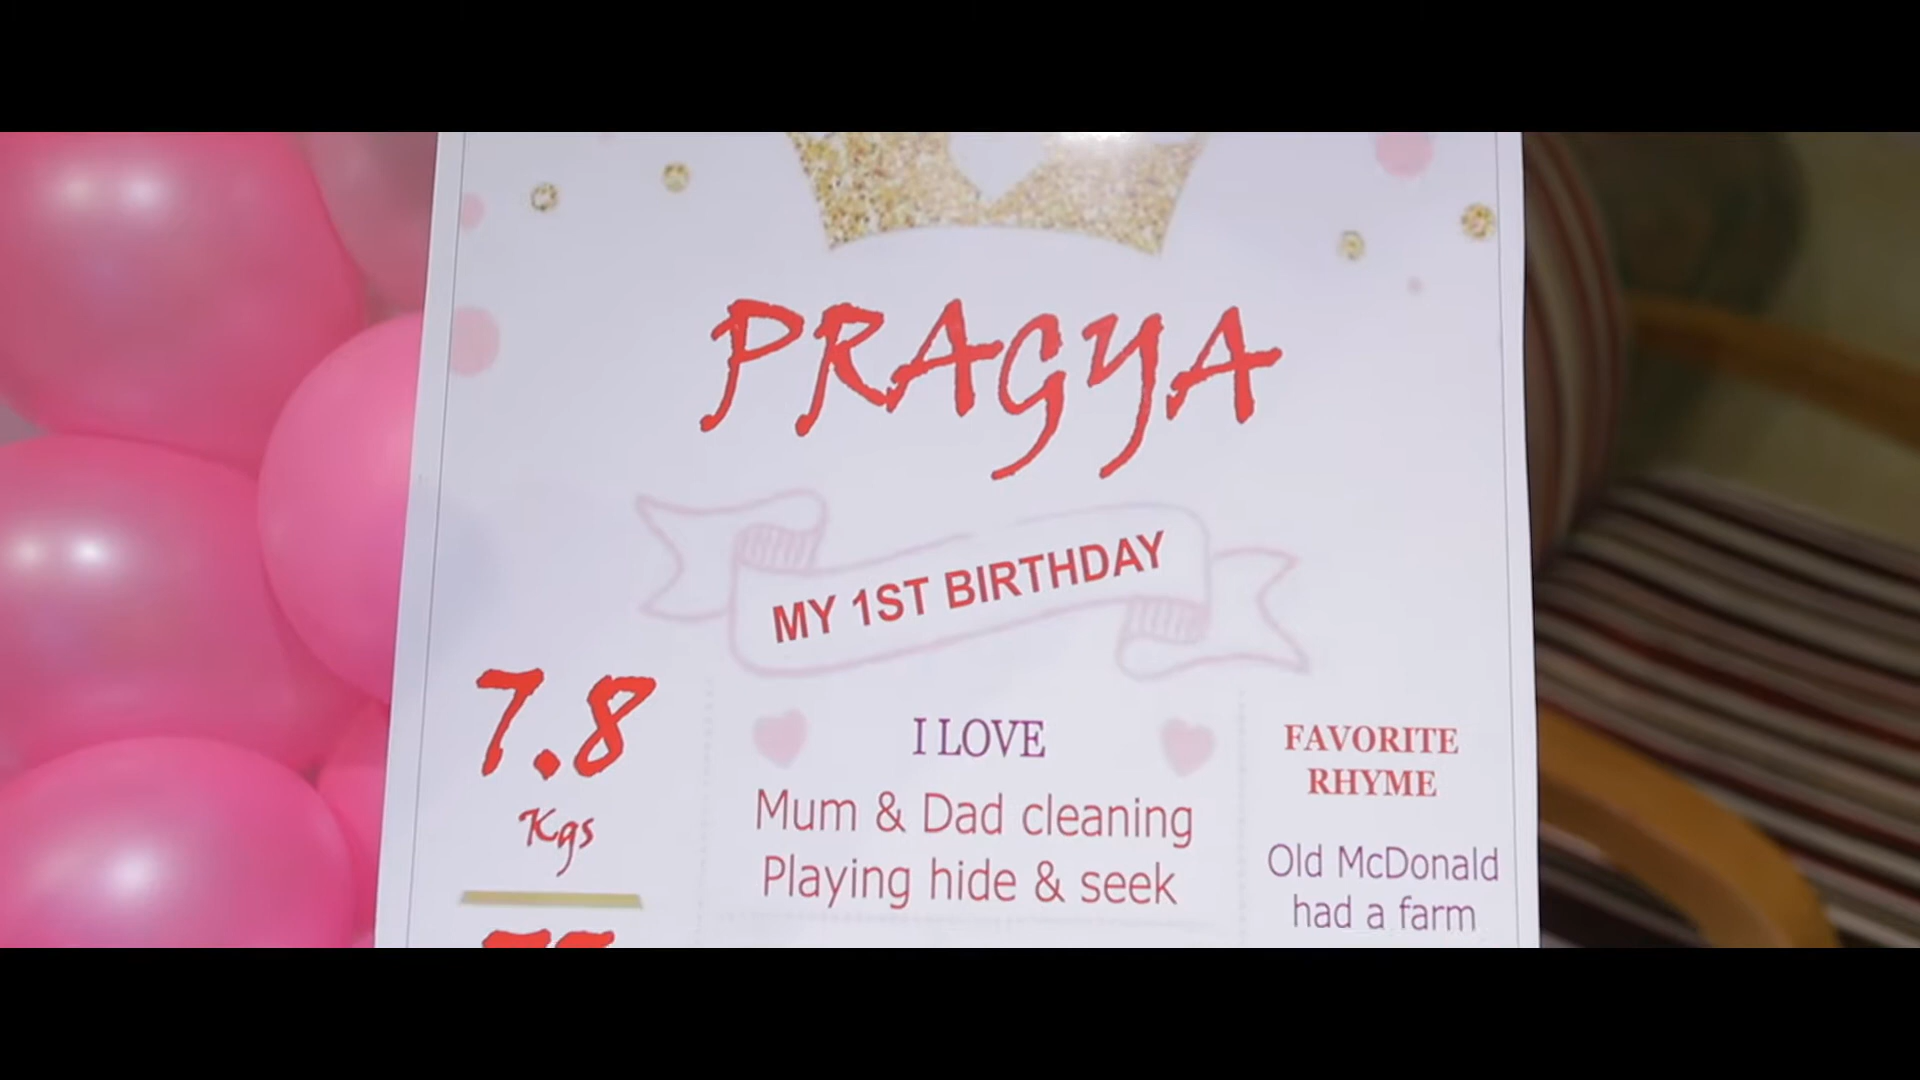 PRAGYA
MY 1ST BIRTHDAY
7.8
Kgs
I LOVE
Mum & Dad cleaning
Playing hide & seek
FAVORITE
RHYME
Old McDonald
had a farm